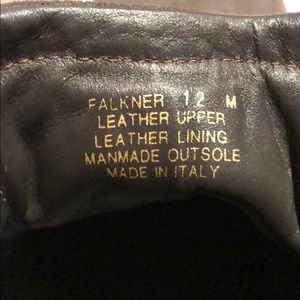 FALKNER 12 M
LEATHER UPPER
LEATHER LINING
MANMADE OUTSOLE
MADE IN ITALY